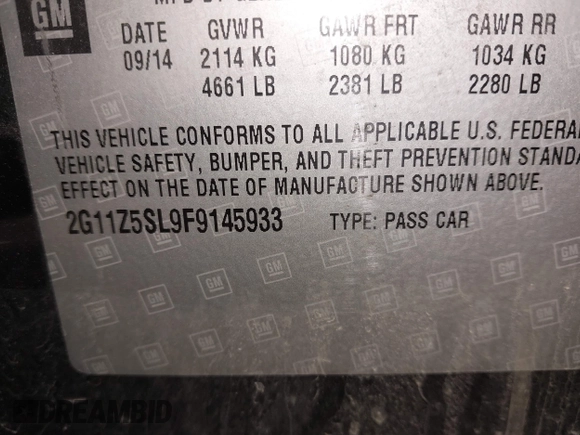 GM
DATE GVWR GAWR FRT GAWR RR
09/14 2114 KG 1080 KG 1034 KG
4661 LB 2381 LB 2280 LB
THIS VEHICLE CONFORMS TO ALL APPLICABLE U.S. FEDERA
VEHICLE SAFETY, BUMPER, AND THEFT PREVENTION STANDA
EFFECT ON THE DATE OF MANUFACTURE SHOWN ABOVE.
2G11Z5SL9F9145933 TYPE: PASS CAR
DREAMBID